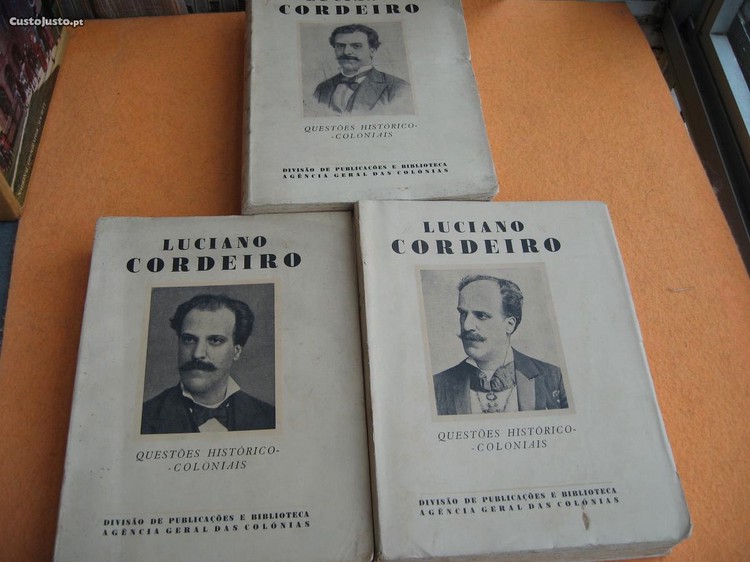 CustoJusto.pt
CORDEIRO
QUESTÕES HISTÓRICO-
-COLONIAIS
DIVISÃO DE PUBLICAÇÕES E BIBLIOTECA
AGÊNCIA GERAL DAS COLÓNIAS
LUCIANO
CORDEIRO
QUESTÕES HISTÓRICO-
-COLONIAIS
DIVISÃO DE PUBLICAÇÕES E BIBLIOTECA
AGÊNCIA GERAL DAS COLÓNIAS
LUCIANO
CORDEIRO
QUESTÕES HISTÓRICO-
-COLONIAIS
DIVISÃO DE PUBLICAÇÕES E BIBLIOTECA
AGÊNCIA GERAL DAS COLÓNIAS